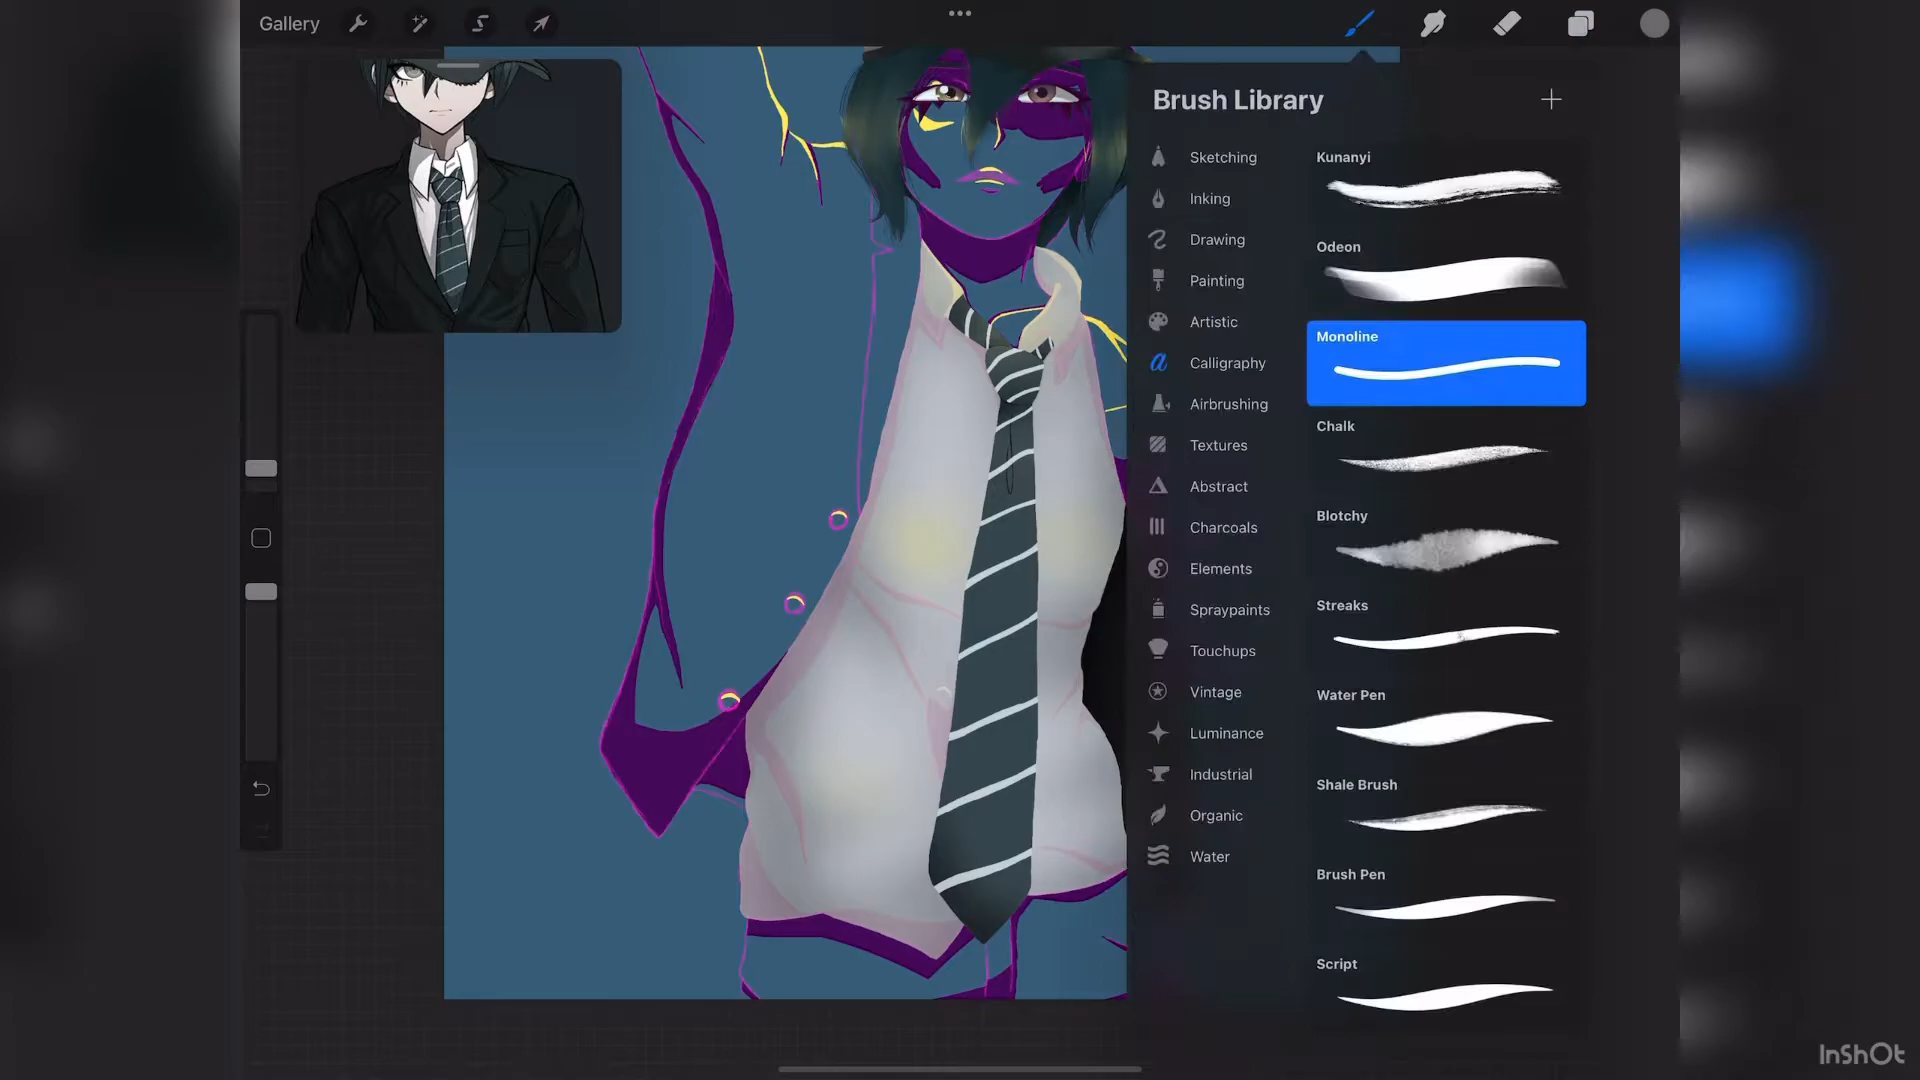 Gallery
Brush Library
Sketching
Inking
Drawing
Painting
Artistic
Calligraphy
Airbrushing
Textures
Abstract
Charcoals
Elements
Spraypaints
Touchups
Vintage
Luminance
Industrial
Organic
Water
Kunanyi
Odeon
Monoline
Chalk
Blotchy
Streaks
Water Pen
Shale Brush
Brush Pen
Script
InShOt